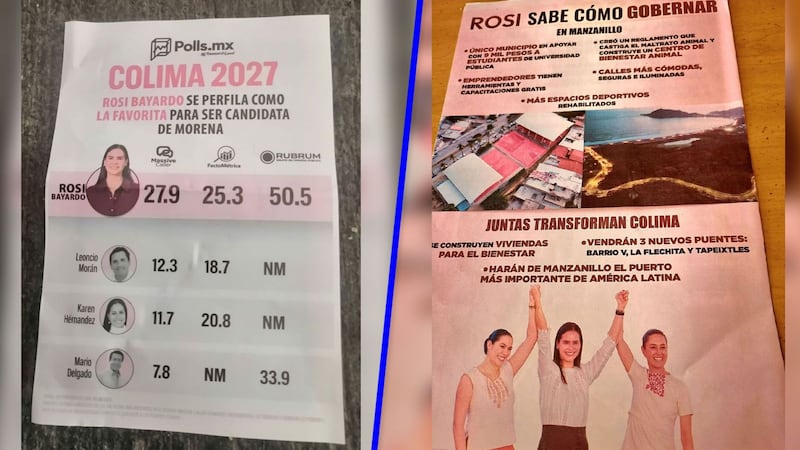 Polls.mx
COLIMA 2027
ROSI BAYARDO SE PERFILA COMO
LA FAVORITA PARA SER CANDIDATA
DE MORENA
Massive
Caller
FactoMétrica
RUBRUM
ROSI
BAYARDO
27.9 25.3 50.5
Leoncio
Morán
12.3 18.7 NM
Karen
Hérnandez
11.7 20.8 NM
Mario
Delgado
7.8 NM 33.9
ROSI SABE CÓMO GOBERNAR
EN MANZANILLO
• ÚNICO MUNICIPIO EN APOYAR
CON 9 MIL PESOS A
ESTUDIANTES DE UNIVERSIDAD
PÚBLICA
• EMPRENDEDORES TIENEN
HERRAMIENTAS Y
CAPACITACIONES GRATIS
• CREÓ UN REGLAMENTO QUE
CASTIGA EL MALTRATO ANIMAL Y
CONSTRUYE UN CENTRO DE
BIENESTAR ANIMAL
• CALLES MÁS CÓMODAS,
SEGURAS E ILUMINADAS
• MÁS ESPACIOS DEPORTIVOS
REHABILITADOS
JUNTAS TRANSFORMAN COLIMA
SE CONSTRUYEN VIVIENDAS
PARA EL BIENESTAR
• VENDRÁN 3 NUEVOS PUENTES:
BARRIO V, LA FLECHITA Y TAPEIXTLES
• HARÁN DE MANZANILLO EL PUERTO
MÁS IMPORTANTE DE AMÉRICA LATINA